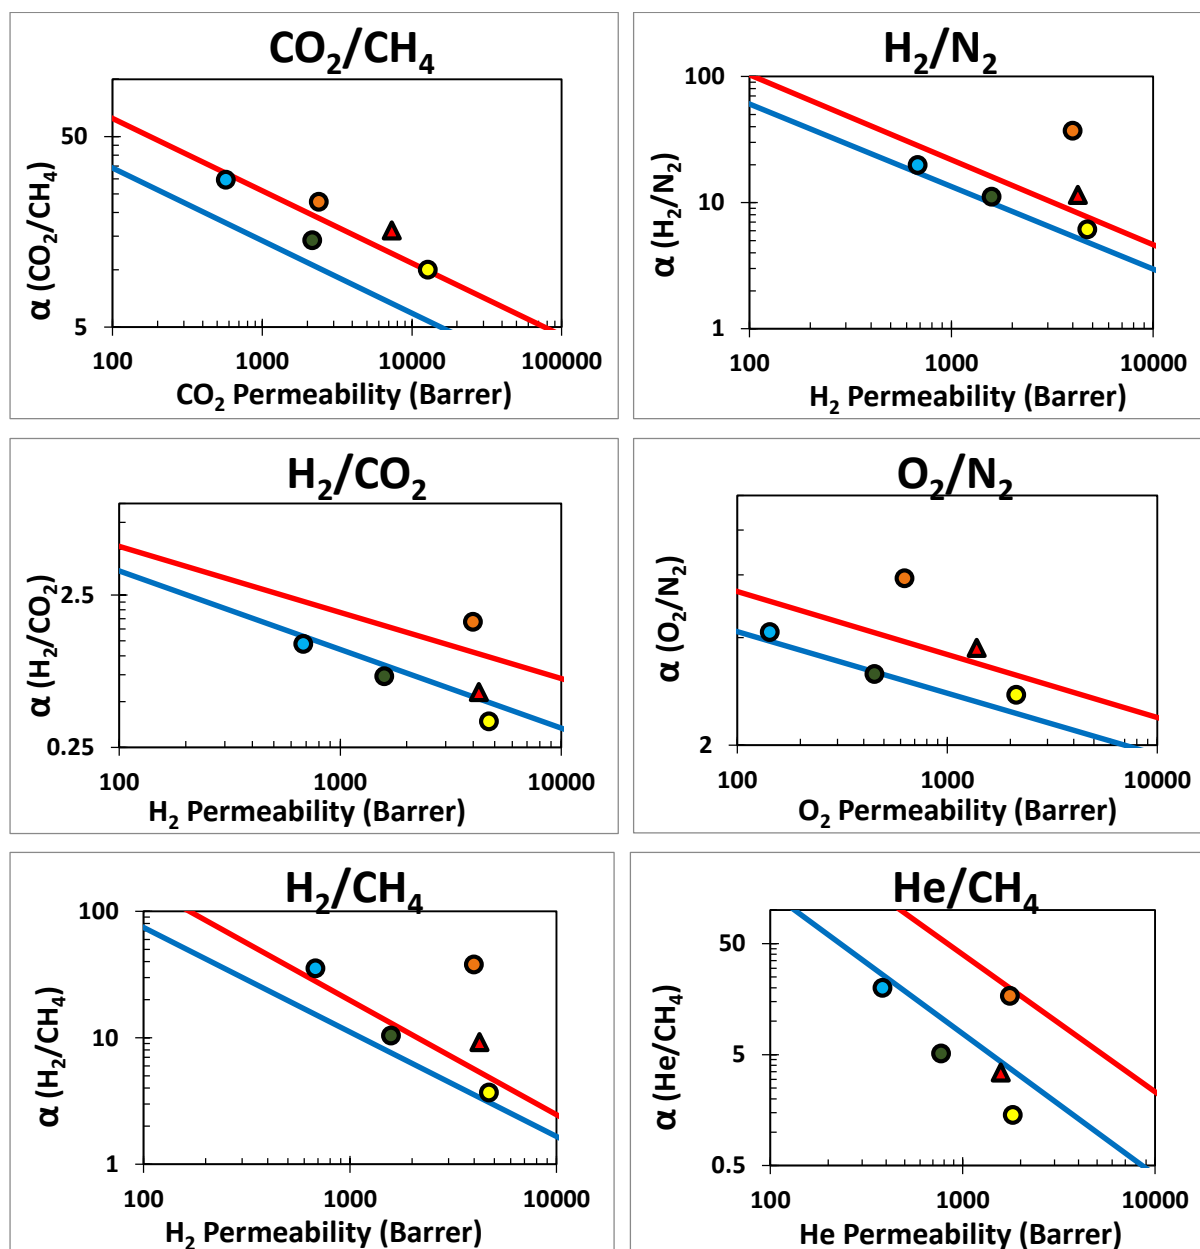 CO₂/CH₄
α (CO₂/CH₄)
50
5
100 1000 10000 100000
CO₂ Permeability (Barrer)
H₂/N₂
α (H₂/N₂)
100
10
1
100 1000 10000
H₂ Permeability (Barrer)
H₂/CO₂
α (H₂/CO₂)
2.5
0.25
100 1000 10000
H₂ Permeability (Barrer)
O₂/N₂
α (O₂/N₂)
2
100 1000 10000
O₂ Permeability (Barrer)
H₂/CH₄
α (H₂/CH₄)
100
10
1
100 1000 10000
H₂ Permeability (Barrer)
He/CH₄
α (He/CH₄)
50
5
0.5
100 1000 10000
He Permeability (Barrer)